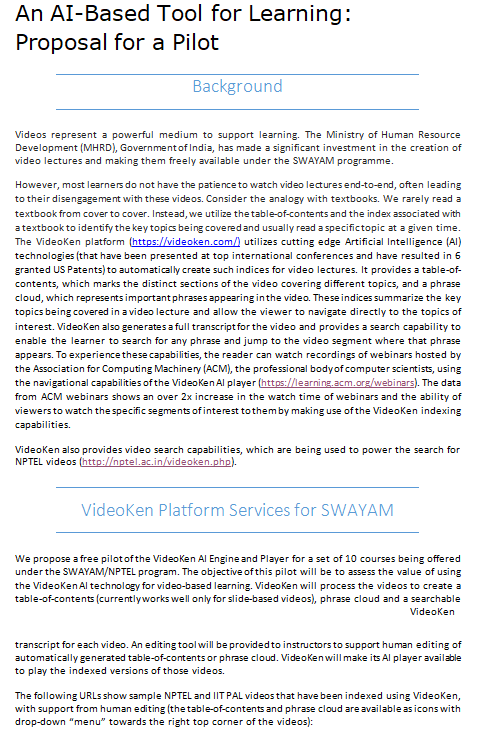 An AI-Based Tool for Learning:
Proposal for a Pilot
Background
Videos represent a powerful medium to support learning. The Ministry of Human Resource
Development (MHRD), Government of India, has made a significant investment in the creation of
video lectures and making them freely available under the SWAYAM programme.
However, most learners do not have the patience to watch video lectures end-to-end, often leading
to their disengagement with these videos. Consider the analogy with textbooks. We rarely read a
textbook from cover to cover. Instead, we utilize the table-of-contents and the index associated with
a textbook to identify the key topics being covered and usually read a specific topic at a given time.
The VideoKen platform (https://videoken.com/) utilizes cutting edge Artificial Intelligence (AI)
technologies (that have been presented at top international conferences and have resulted in 6
granted US Patents) to automatically create such indices for video lectures. It provides a table-of-
contents, which marks the distinct sections of the video covering different topics, and a phrase
cloud, which represents important phrases appearing in the video. These indices summarize the key
topics being covered in a video lecture and allow the viewer to navigate directly to the topics of
interest. VideoKen also generates a full transcript for the video and provides a search capability to
enable the learner to search for any phrase and jump to the video segment where that phrase
appears. To experience these capabilities, the reader can watch recordings of webinars hosted by
the Association for Computing Machinery (ACM), the professional body of computer scientists, using
the navigational capabilities of the VideoKen AI player (https://learning.acm.org/webinars). The data
from ACM webinars shows an over 2x increase in the watch time of webinars and the ability of
viewers to watch the specific segments of interest to them by making use of the VideoKen indexing
capabilities.
VideoKen also provides video search capabilities, which are being used to power the search for
NPTEL videos (http://nptel.ac.in/videoken.php).
VideoKen Platform Services for SWAYAM
We propose a free pilot of the VideoKen AI Engine and Player for a set of 10 courses being offered
under the SWAYAM/NPTEL program. The objective of this pilot will be to assess the value of using
the VideoKen AI technology for video-based learning. VideoKen will process the videos to create a
table-of-contents (currently works well only for slide-based videos), phrase cloud and a searchable
VideoKen
transcript for each video. An editing tool will be provided to instructors to support human editing of
automatically generated table-of-contents or phrase cloud. VideoKen will make its AI player available
to play the indexed versions of those videos.
The following URLs show sample NPTEL and IIT PAL videos that have been indexed using VideoKen,
with support from human editing (the table-of-contents and phrase cloud are available as icons with
drop-down “menu” towards the right top corner of the videos):